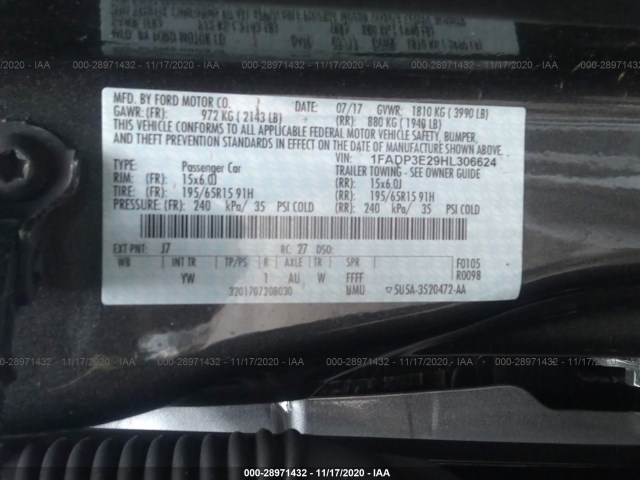 000-28971432 - 11/17/2020 - IAA
MFD. BY FORD MOTOR CO. 07/17 GVWR: 1810 KG ( 3990 LB)
GAWR: (FR): 972 KG ( 2143 LB) (RR): 880 KG (1940 LB)
THIS VEHICLE CONFORMS TO ALL APPLICABLE FEDERAL MOTOR VEHICLE SAFETY, BUMPER,
AND THEFT PREVENTION STANDARDS IN EFFECT ON THE DATE OF MANUFACTURE SHOWN ABOVE.
VIN: 1FADP3E29HL306624
TYPE: Passenger Car TRAILER TOWING - SEE OWNER GUIDE
RIM: (FR): 15x6.0J (RR): 15x6.0J
TIRE: (FR): 195/65R15 91H (RR): 195/65R15 91H
PRESSURE: (FR): 240 kPa/ 35 PSI COLD (RR): 240 kPa/ 35 PSI COLD
EXT PNT: J7 RC: 27 DSO:
WB INT TR TP/PS R AXLE TR SPR F0105
YW 1 AU W FFFF R0098
3201707208030 UMU ▽5U5A-3520472-AA
000-28971432 - 11/17/2020 - IAA